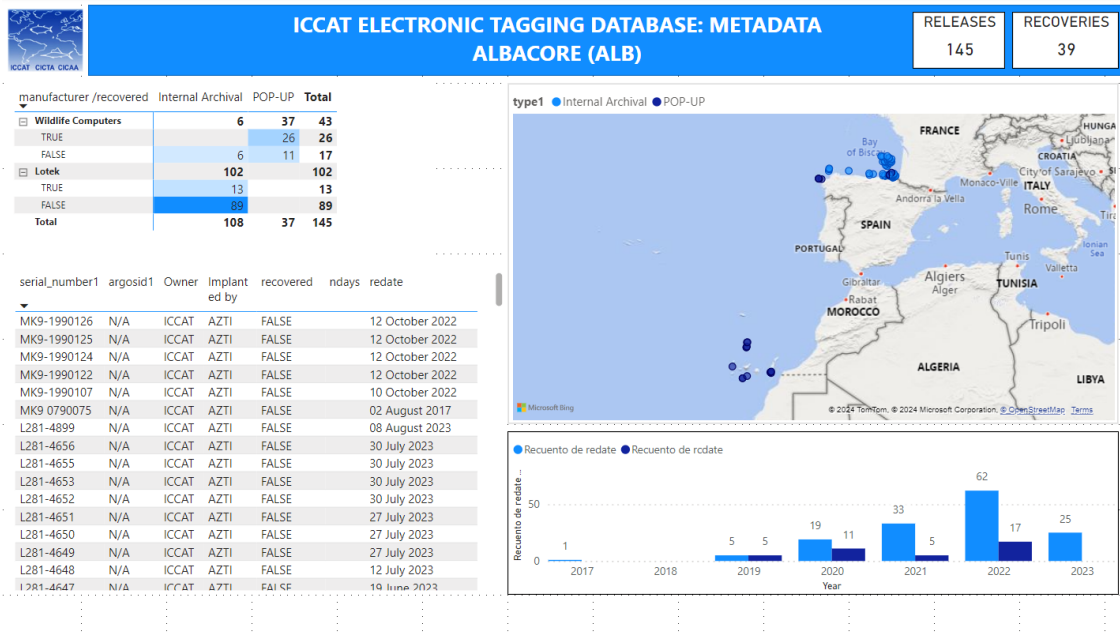 ICCAT CICTA CICAA
ICCAT ELECTRONIC TAGGING DATABASE: METADATA
ALBACORE (ALB)
RELEASES
145
RECOVERIES
39
manufacturer /recovered Internal Archival POP-UP Total
Wildlife Computers 6 37 43
TRUE 26 26
FALSE 6 11 17
Lotek 102 102
TRUE 13 13
FALSE 89 89
Total 108 37 145
serial_number1 argosid1 Owner Implant recovered ndays redate
ed by
MK9-1990126 N/A ICCAT AZTI FALSE 12 October 2022
MK9-1990125 N/A ICCAT AZTI FALSE 12 October 2022
MK9-1990124 N/A ICCAT AZTI FALSE 12 October 2022
MK9-1990122 N/A ICCAT AZTI FALSE 12 October 2022
MK9-1990107 N/A ICCAT AZTI FALSE 10 October 2022
MK9 0790075 N/A ICCAT AZTI FALSE 02 August 2017
L281-4899 N/A ICCAT AZTI FALSE 08 August 2023
L281-4656 N/A ICCAT AZTI FALSE 30 July 2023
L281-4655 N/A ICCAT AZTI FALSE 30 July 2023
L281-4653 N/A ICCAT AZTI FALSE 30 July 2023
L281-4652 N/A ICCAT AZTI FALSE 30 July 2023
L281-4651 N/A ICCAT AZTI FALSE 27 July 2023
L281-4650 N/A ICCAT AZTI FALSE 27 July 2023
L281-4649 N/A ICCAT AZTI FALSE 27 July 2023
L281-4648 N/A ICCAT AZTI FALSE 12 July 2023
L281-4647 N/A ICCAT AZTI FALSE 19 June 2023
type1 Internal Archival POP-UP
FRANCE
HUNGA
Ljubljana
Bay
of Biscay
CROATIA
City of Sarajevo
Monaco-Ville
ITALY
Andorra la Vella
Rome
Tira
SPAIN
PORTUGAL
Ionian
Sea
Tunis
Valletta
Gibraltar
Algiers
Alger
TUNISIA
Rabat
MOROCCO
Tripoli
ALGERIA
LIBYA
Microsoft Bing
© 2024 TomTom, © 2024 Microsoft Corporation, © OpenStreetMap Terms
Recuento de redate Recuento de rcdate
Recuento de redate ...
50
0
1
5 5
19 11
33 5
62 17
25
2017 2018 2019 2020 2021 2022 2023
Year